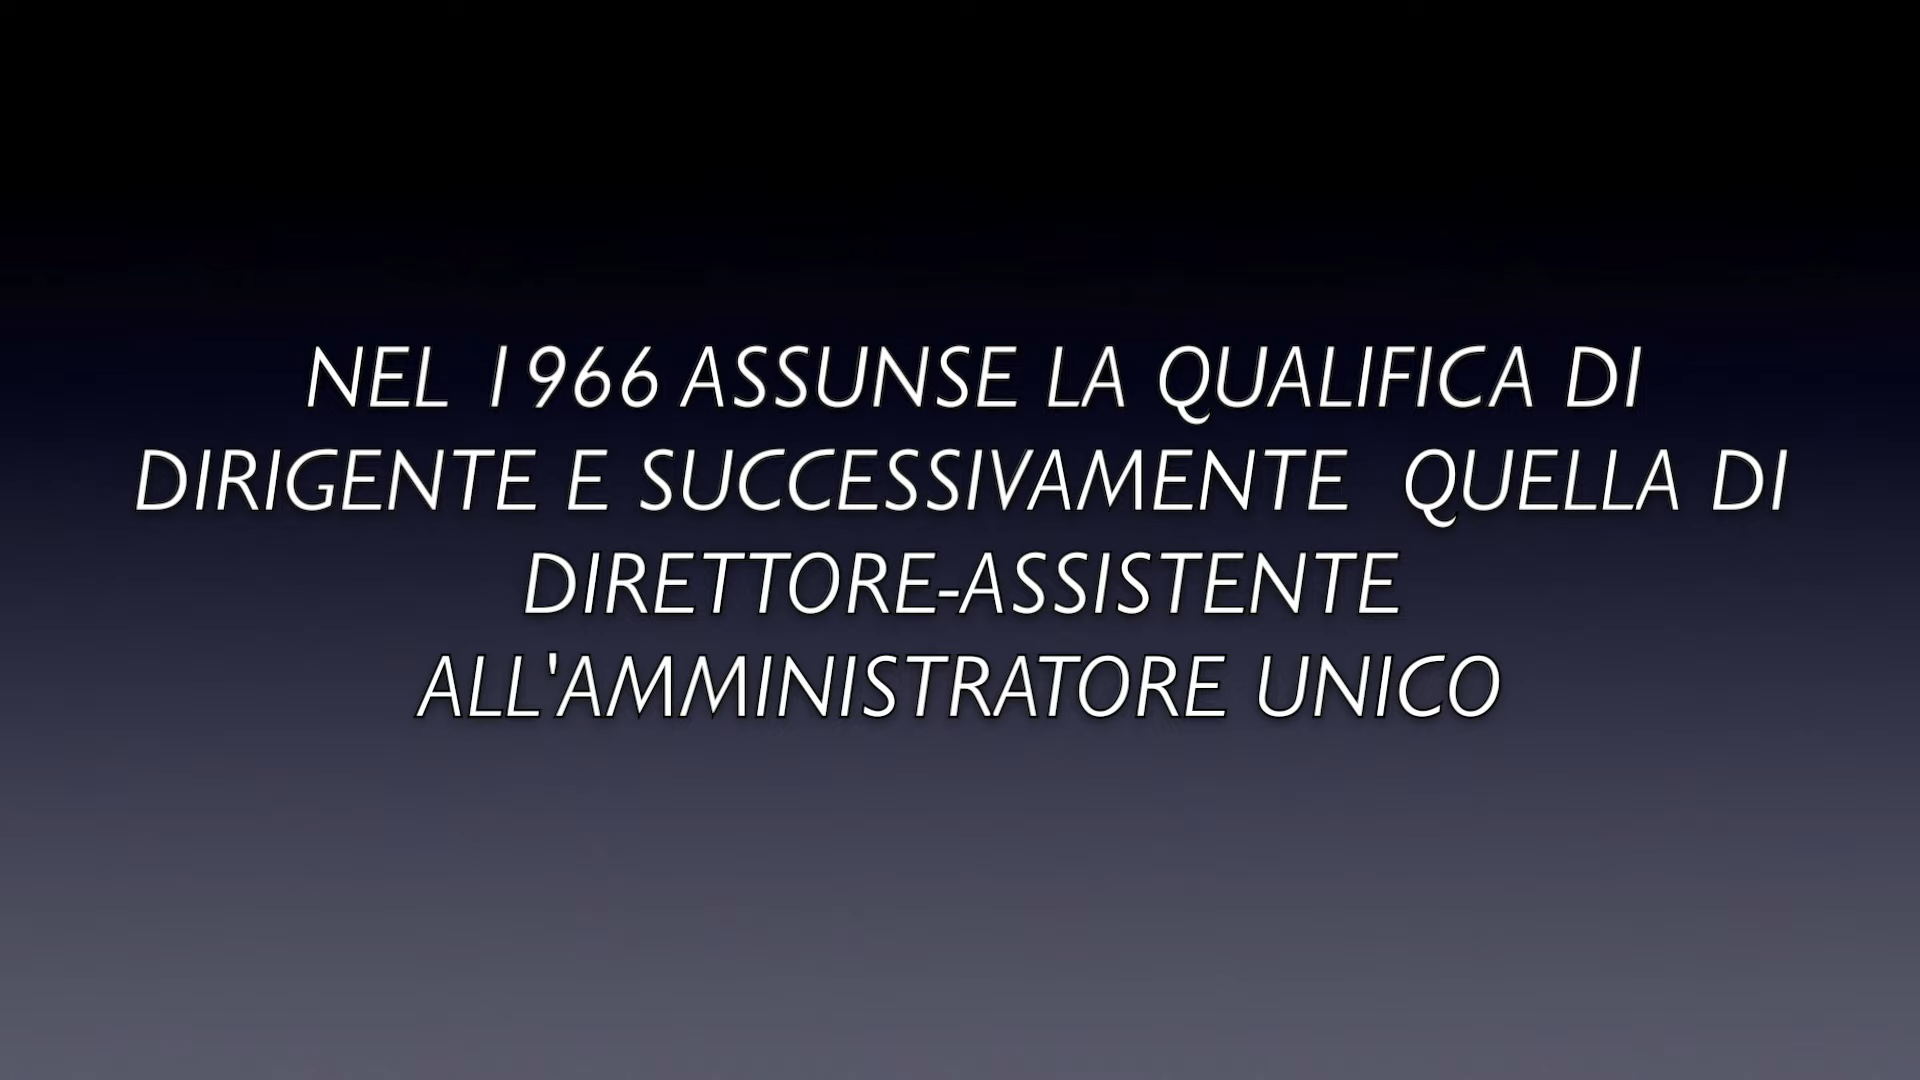 NEL 1966 ASSUNSE LA QUALIFICA DI
DIRIGENTE E SUCCESSIVAMENTE  QUELLA DI
DIRETTORE-ASSISTENTE
ALL'AMMINISTRATORE UNICO